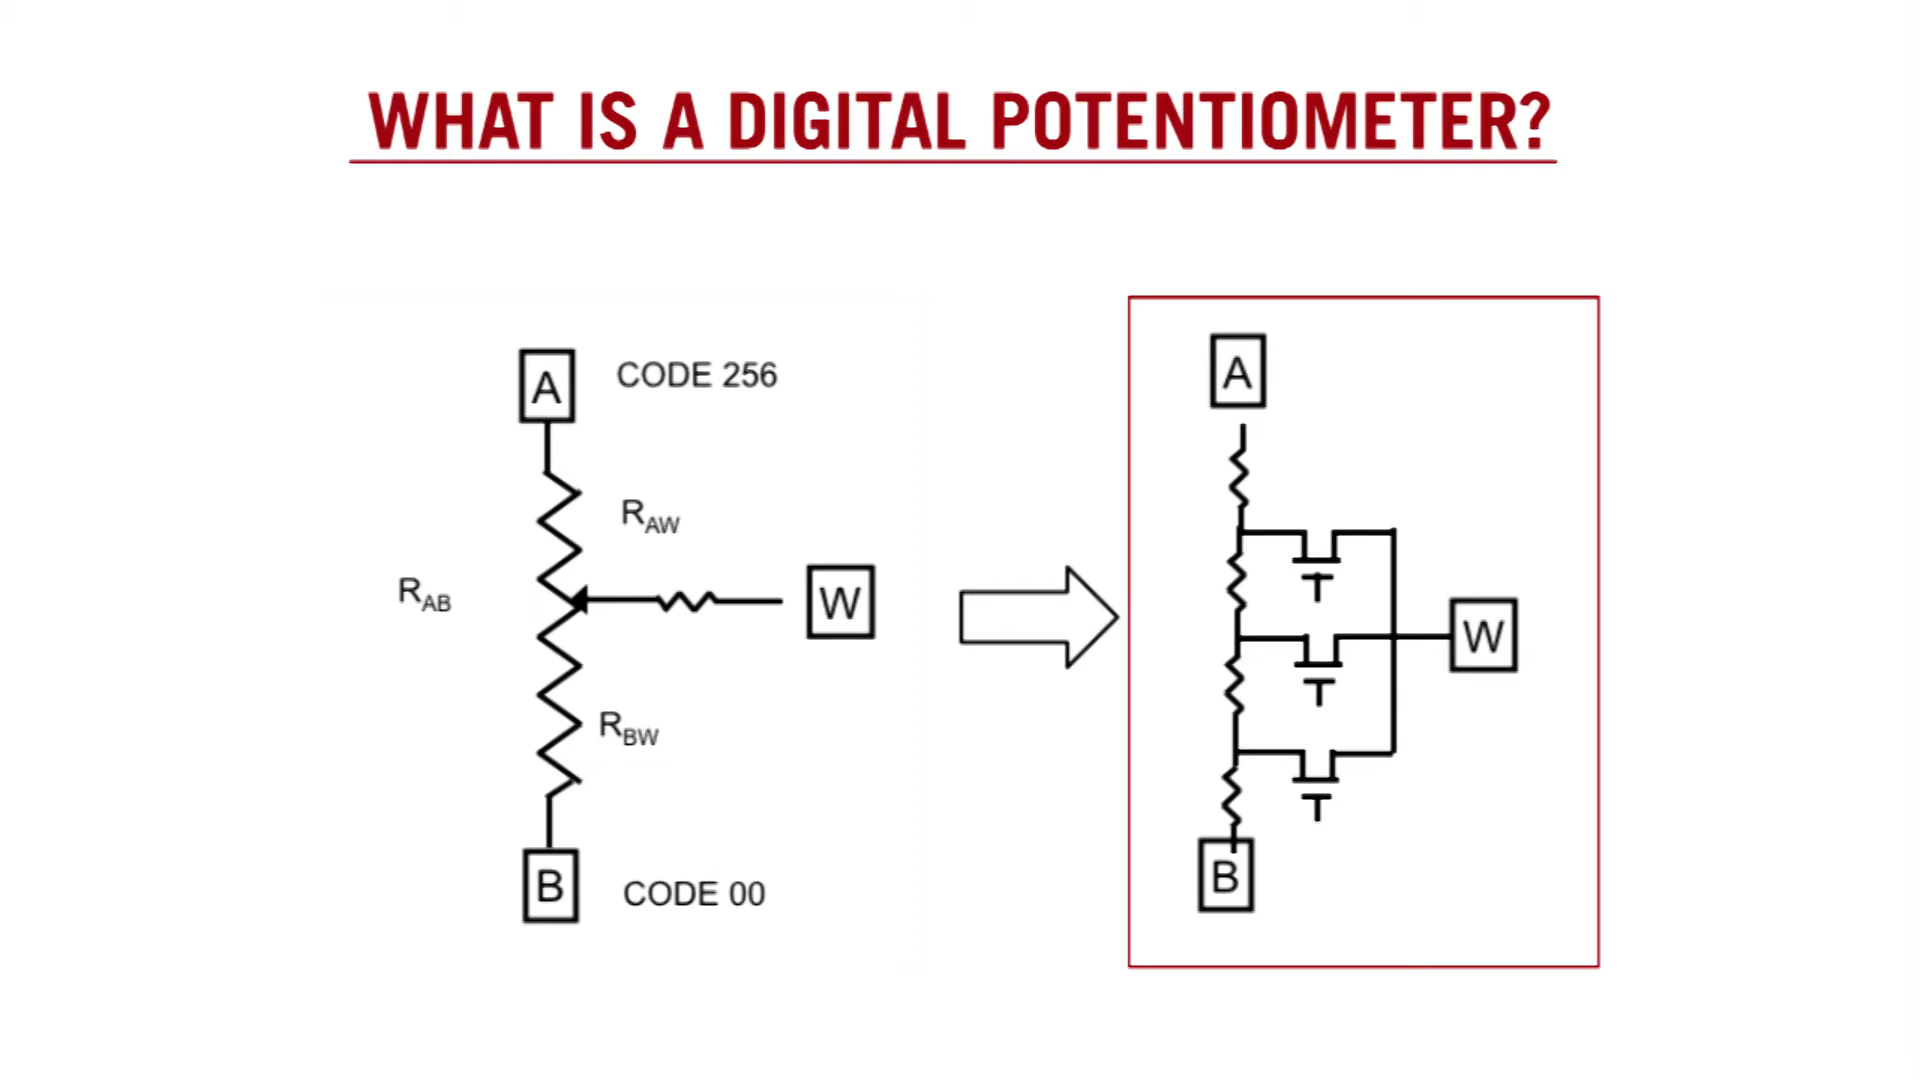 WHAT IS A DIGITAL POTENTIOMETER?
A
CODE 256
RAW
RAB
W
RBW
B
CODE 00
A
W
B